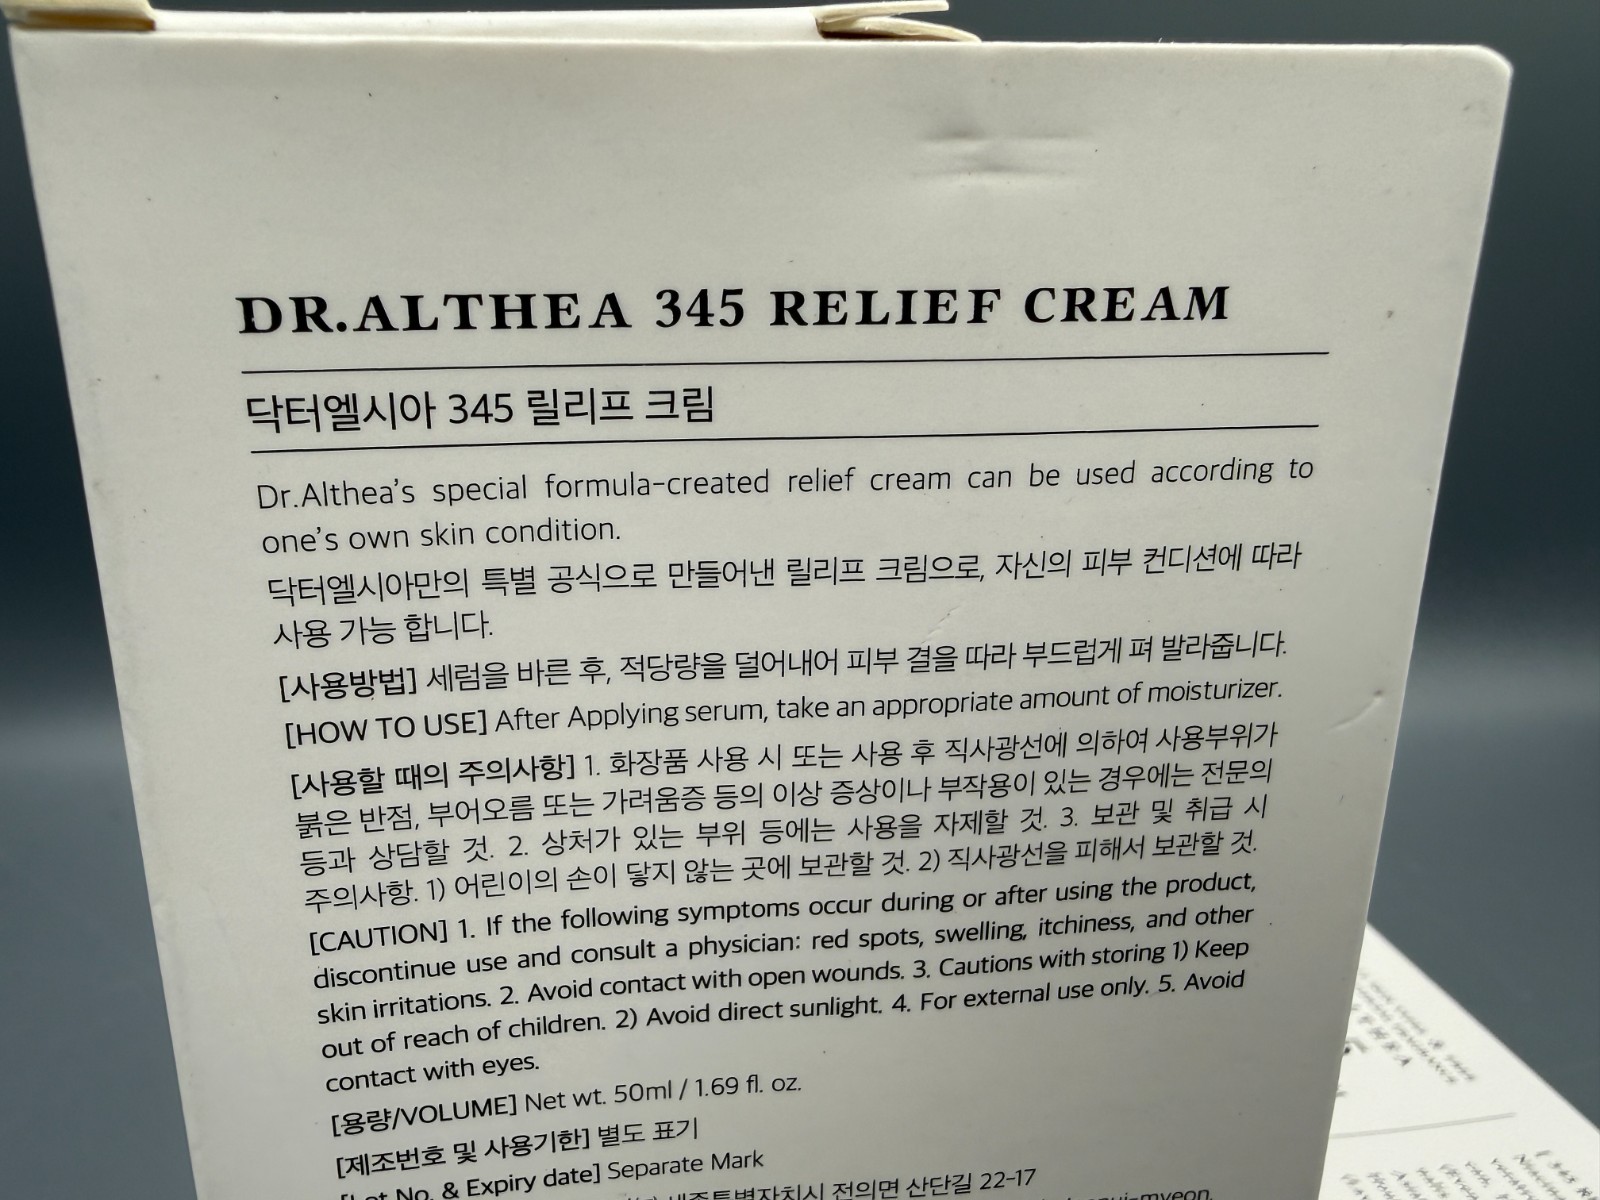 DR.ALTHEA 345 RELIEF CREAM
닥터엘시아 345 릴리프 크림
Dr.Althea's special formula-created relief cream can be used according to
one's own skin condition.
닥터엘시아만의 특별 공식으로 만들어낸 릴리프 크림으로, 자신의 피부 컨디션에 따라
사용 가능 합니다.
[사용방법] 세럼을 바른 후, 적당량을 덜어내어 피부 결을 따라 부드럽게 펴 발라줍니다.
[HOW TO USE] After Applying serum, take an appropriate amount of moisturizer.
[사용할 때의 주의사항] 1. 화장품 사용 시 또는 사용 후 직사광선에 의하여 사용부위가
붉은 반점, 부어오름 또는 가려움증 등의 이상 증상이나 부작용이 있는 경우에는 전문의
등과 상담할 것. 2. 상처가 있는 부위 등에는 사용을 자제할 것. 3. 보관 및 취급 시
주의사항. 1) 어린이의 손이 닿지 않는 곳에 보관할 것. 2) 직사광선을 피해서 보관할 것.
[CAUTION] 1. If the following symptoms occur during or after using the product,
discontinue use and consult a physician: red spots, swelling, itchiness, and other
skin irritations. 2. Avoid contact with open wounds. 3. Cautions with storing 1) Keep
out of reach of children. 2) Avoid direct sunlight. 4. For external use only. 5. Avoid
contact with eyes.
[용량/VOLUME] Net wt. 50ml / 1.69 fl. oz.
[제조번호 및 사용기한] 별도 표기
[Lot No. & Expiry date] Separate Mark
세종특별자치시 전의면 산단길 22-17